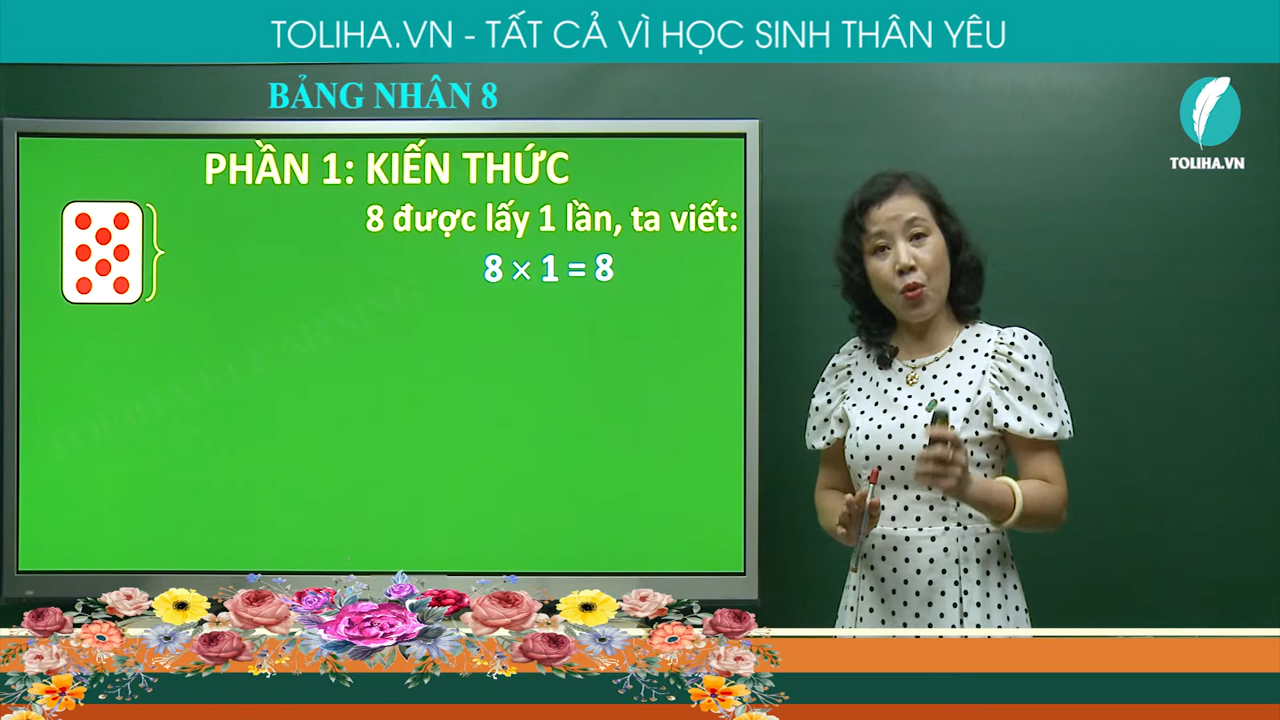 TOLIHA.VN - TẤT CẢ VÌ HỌC SINH THÂN YÊU
BẢNG NHÂN 8
TOLIHA.VN
PHẦN 1: KIẾN THỨC
8 được lấy 1 lần, ta viết:
8 × 1 = 8